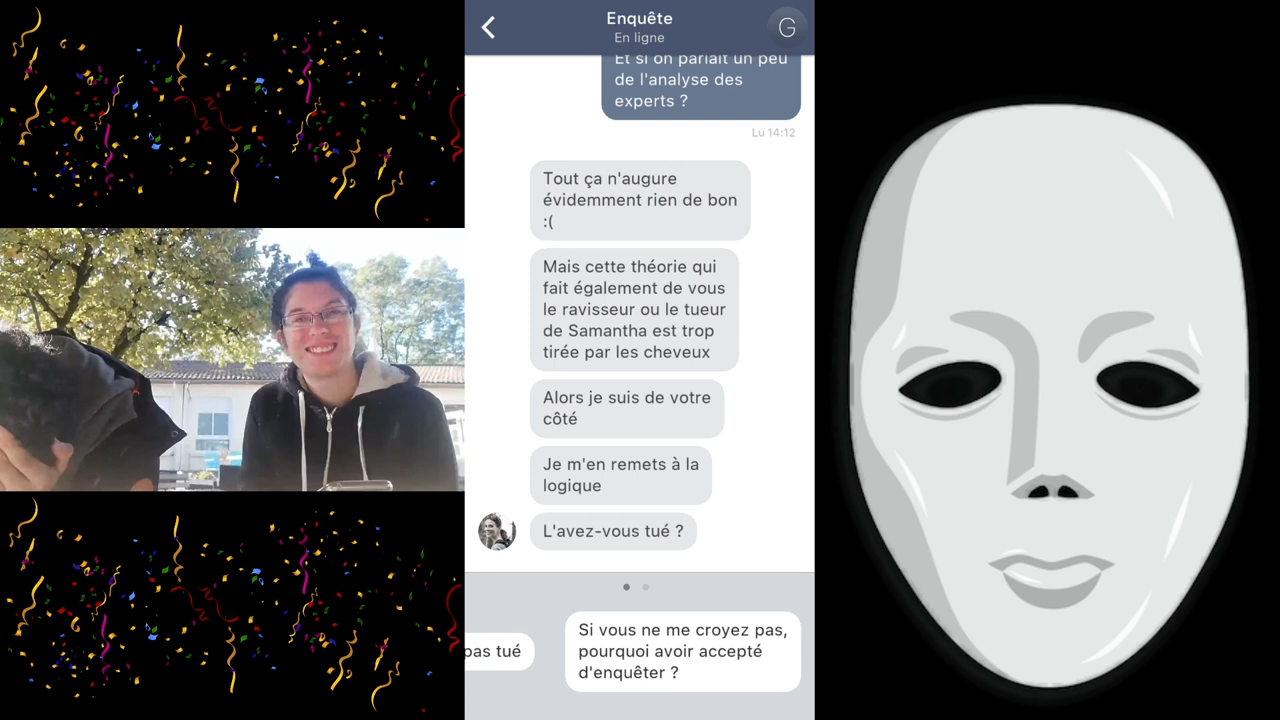 Enquête
En ligne
G
Et si on parlait un peu
de l'analyse des
experts ?
Lu 14:12
Tout ça n'augure
évidemment rien de bon
:(
Mais cette théorie qui
fait également de vous
le ravisseur ou le tueur
de Samantha est trop
tirée par les cheveux
Alors je suis de votre
côté
Je m'en remets à la
logique
L'avez-vous tué ?
pas tué
Si vous ne me croyez pas,
pourquoi avoir accepté
d'enquêter ?